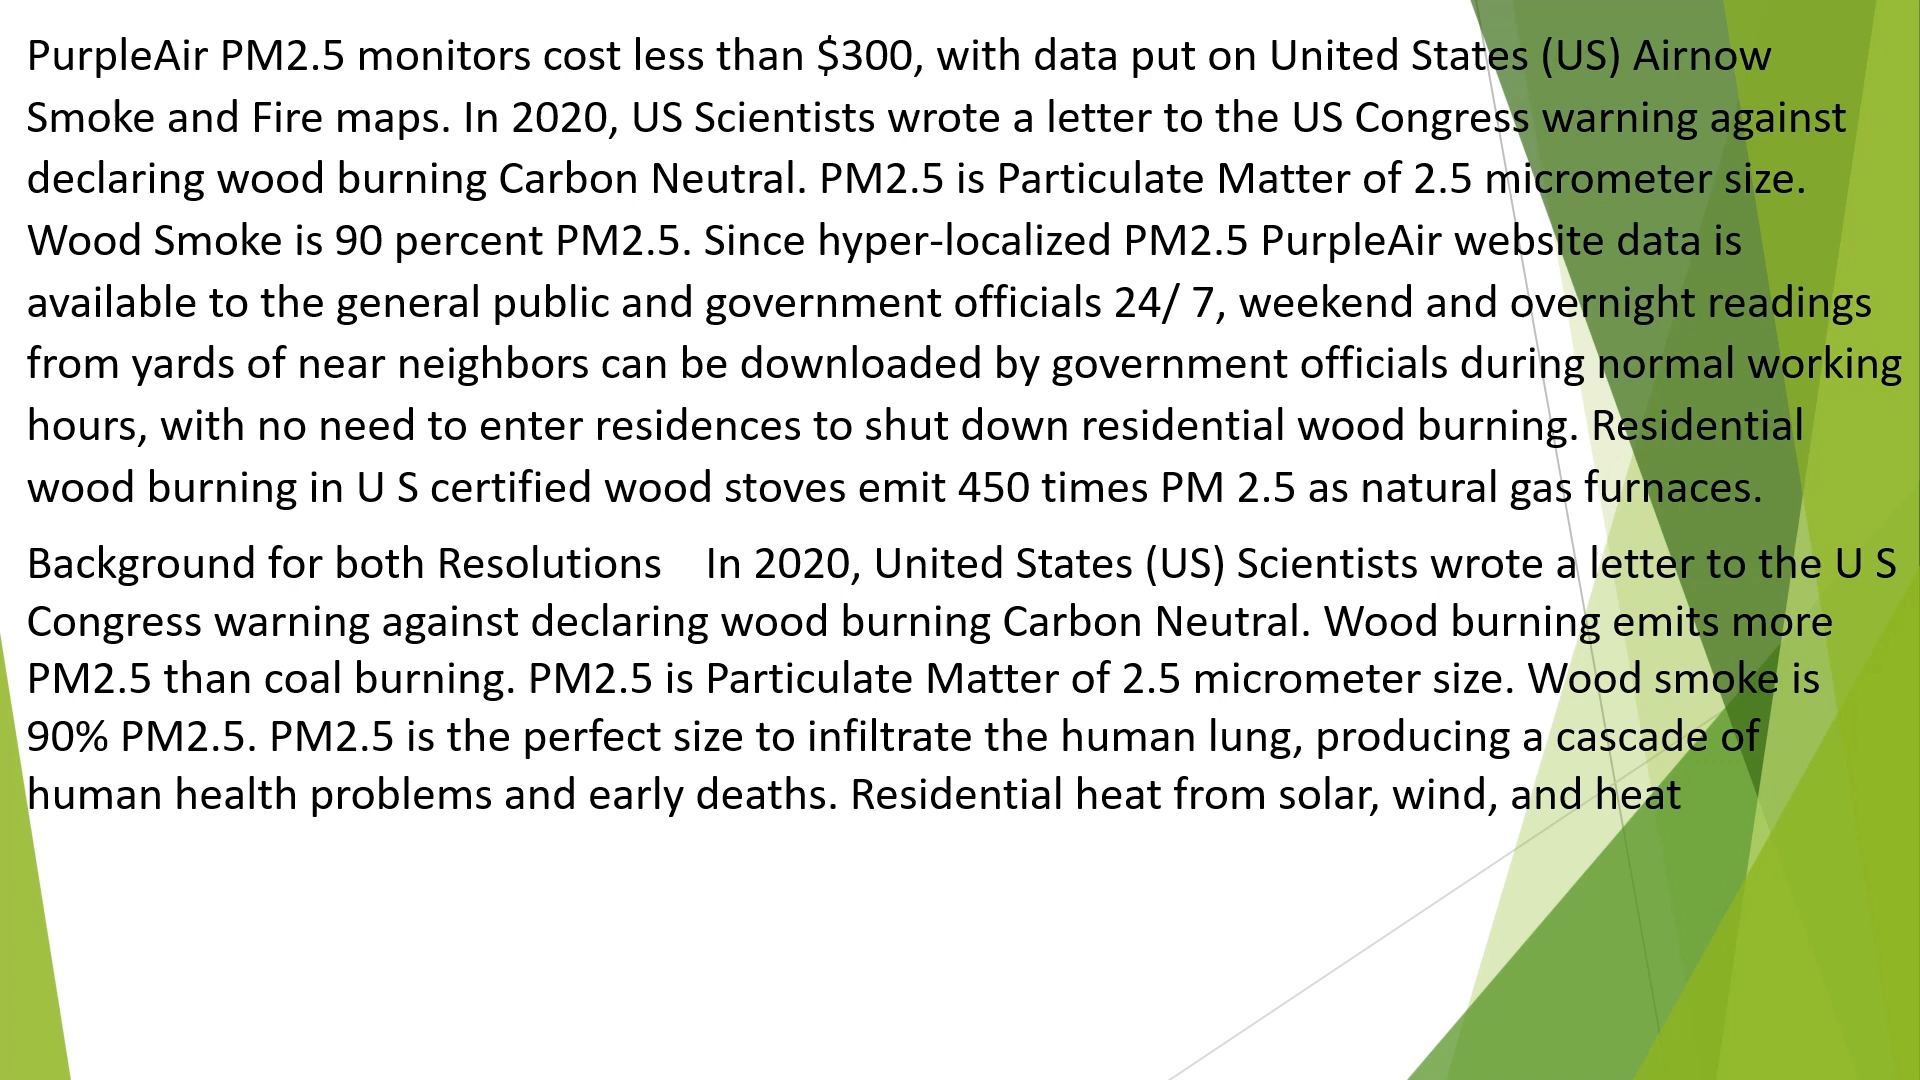 PurpleAir PM2.5 monitors cost less than $300, with data put on United States (US) Airnow
Smoke and Fire maps. In 2020, US Scientists wrote a letter to the US Congress warning against
declaring wood burning Carbon Neutral. PM2.5 is Particulate Matter of 2.5 micrometer size.
Wood Smoke is 90 percent PM2.5. Since hyper-localized PM2.5 PurpleAir website data is
available to the general public and government officials 24/ 7, weekend and overnight readings
from yards of near neighbors can be downloaded by government officials during normal working
hours, with no need to enter residences to shut down residential wood burning. Residential
wood burning in U S certified wood stoves emit 450 times PM 2.5 as natural gas furnaces.
Background for both Resolutions    In 2020, United States (US) Scientists wrote a letter to the U S
Congress warning against declaring wood burning Carbon Neutral. Wood burning emits more
PM2.5 than coal burning. PM2.5 is Particulate Matter of 2.5 micrometer size. Wood smoke is
90% PM2.5. PM2.5 is the perfect size to infiltrate the human lung, producing a cascade of
human health problems and early deaths. Residential heat from solar, wind, and heat